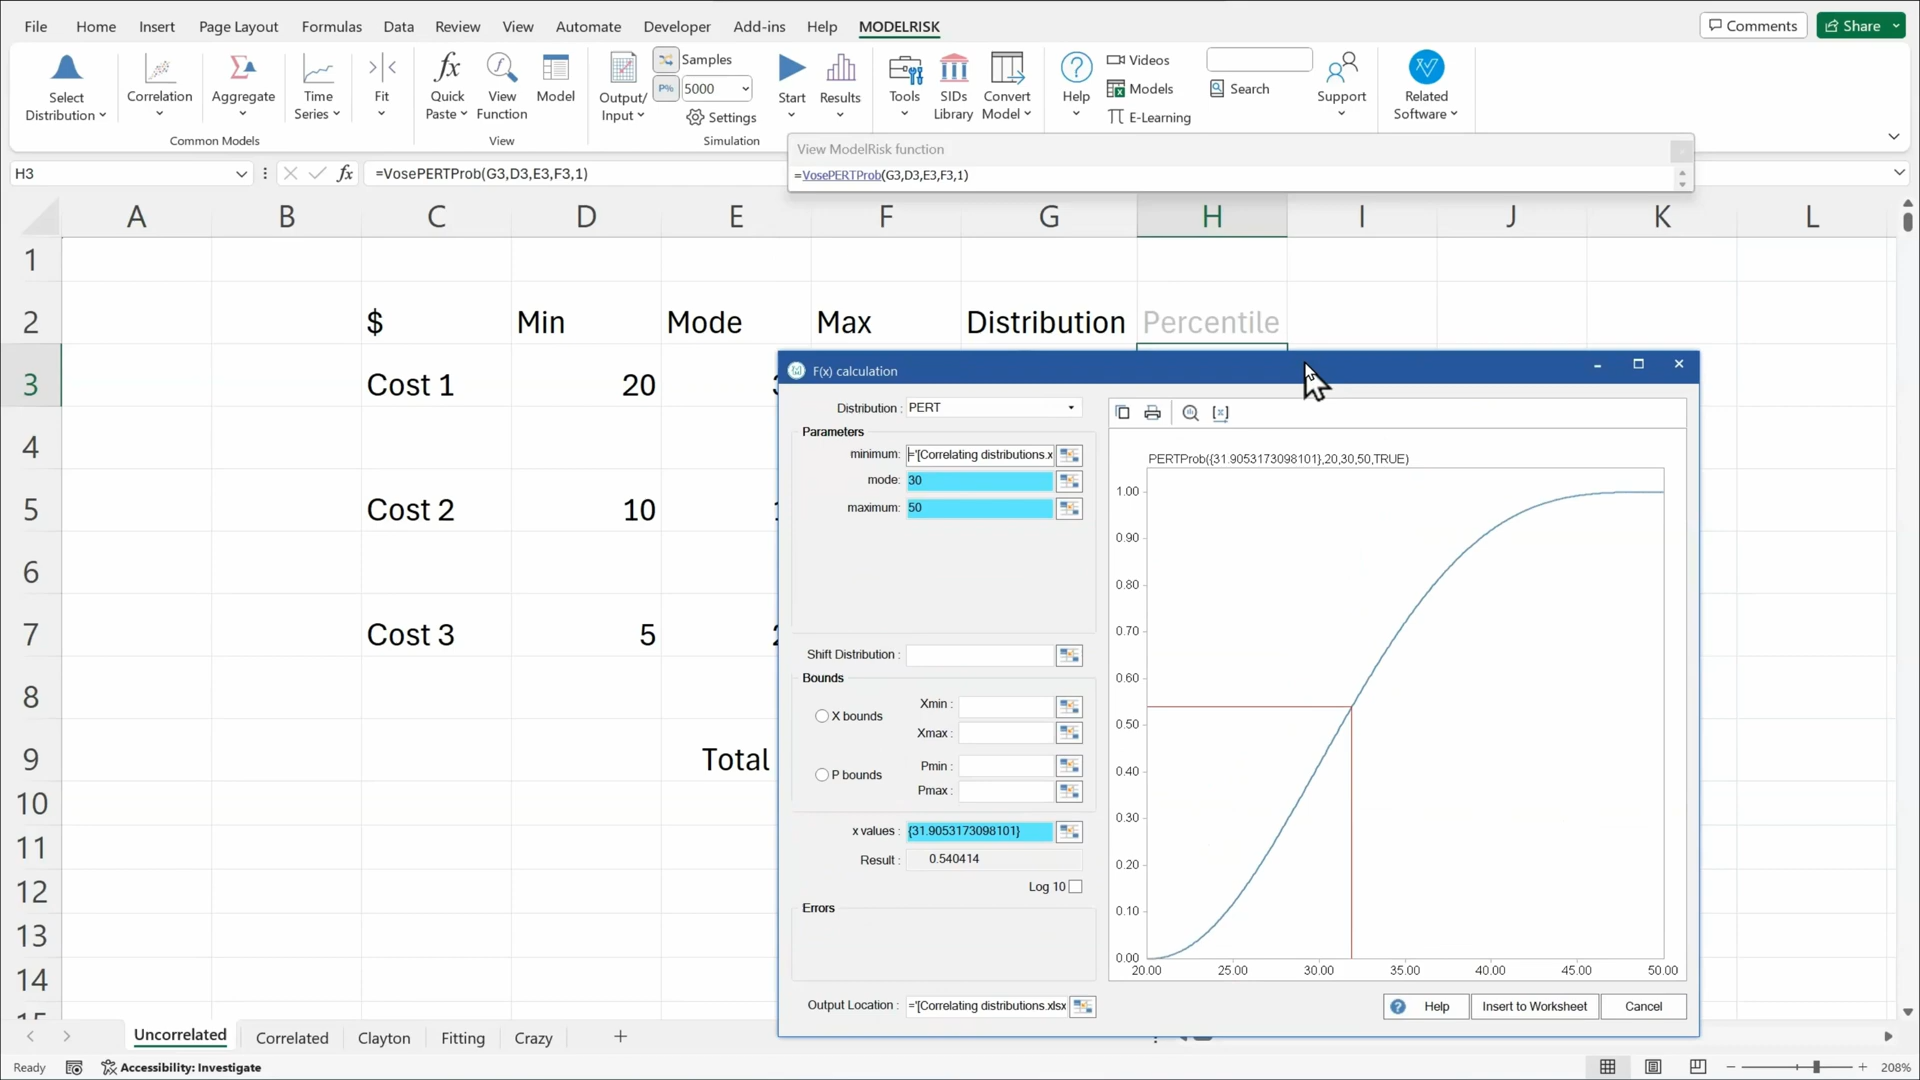 File Home Insert Page Layout Formulas Data Review View Automate Developer Add-ins Help MODELRISK
Comments Share
Select Distribution
Correlation
Aggregate
Time Series
Fit
Common Models
Quick Paste
View Function
Model
View
Output/ Input
Samples
P% 5000
Settings
Simulation
Start
Results
Tools
SIDs Library
Convert Model
Help
Videos
Models
E-Learning
Search
Support
Related Software
View ModelRisk function
=VosePERTProb(G3,D3,E3,F3,1)
H3 fx =VosePERTProb(G3,D3,E3,F3,1)
A B C D E F G H I J K L
1
2 $ Min Mode Max Distribution Percentile
3 Cost 1 20
4
5 Cost 2 10
6
7 Cost 3 5
8
9 Total
10
11
12
13
14
15
F(x) calculation
Distribution : PERT
Parameters
minimum: ='[Correlating distributions.x
mode: 30
maximum: 50
Shift Distribution :
Bounds
X bounds
Xmin :
Xmax :
P bounds
Pmin :
Pmax :
x values : {31.9053173098101}
Result : 0.540414
Log 10
Errors
Output Location : ='[Correlating distributions.xlsx
PERTProb({31.9053173098101},20,30,50,TRUE)
1.00
0.90
0.80
0.70
0.60
0.50
0.40
0.30
0.20
0.10
0.00
20.00 25.00 30.00 35.00 40.00 45.00 50.00
Help Insert to Worksheet Cancel
Uncorrelated Correlated Clayton Fitting Crazy
Ready Accessibility: Investigate 208%